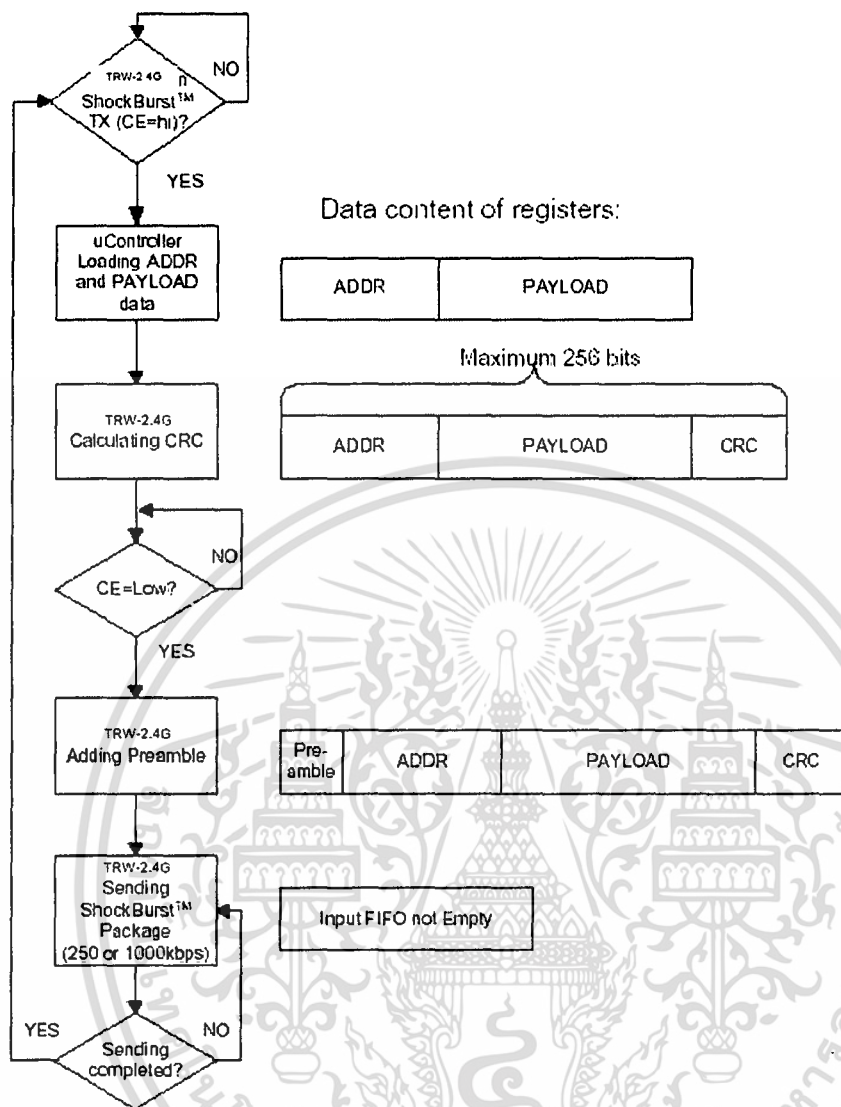 TRW-2.4G n
ShockBurst™
TX (CE=hi)?
NO
YES
Data content of registers:
uController
Loading ADDR
and PAYLOAD
data
ADDR PAYLOAD
Maximum 256 bits
TRW-2.4G
Calculating CRC
ADDR PAYLOAD CRC
NO
CE=Low?
YES
TRW-2.4G
Adding Preamble
Pre-
amble
ADDR PAYLOAD CRC
TRW-2.4G
Sending
ShockBurst™
Package
(250 or 1000kbps)
Input FIFO not Empty
YES NO
Sending
completed?